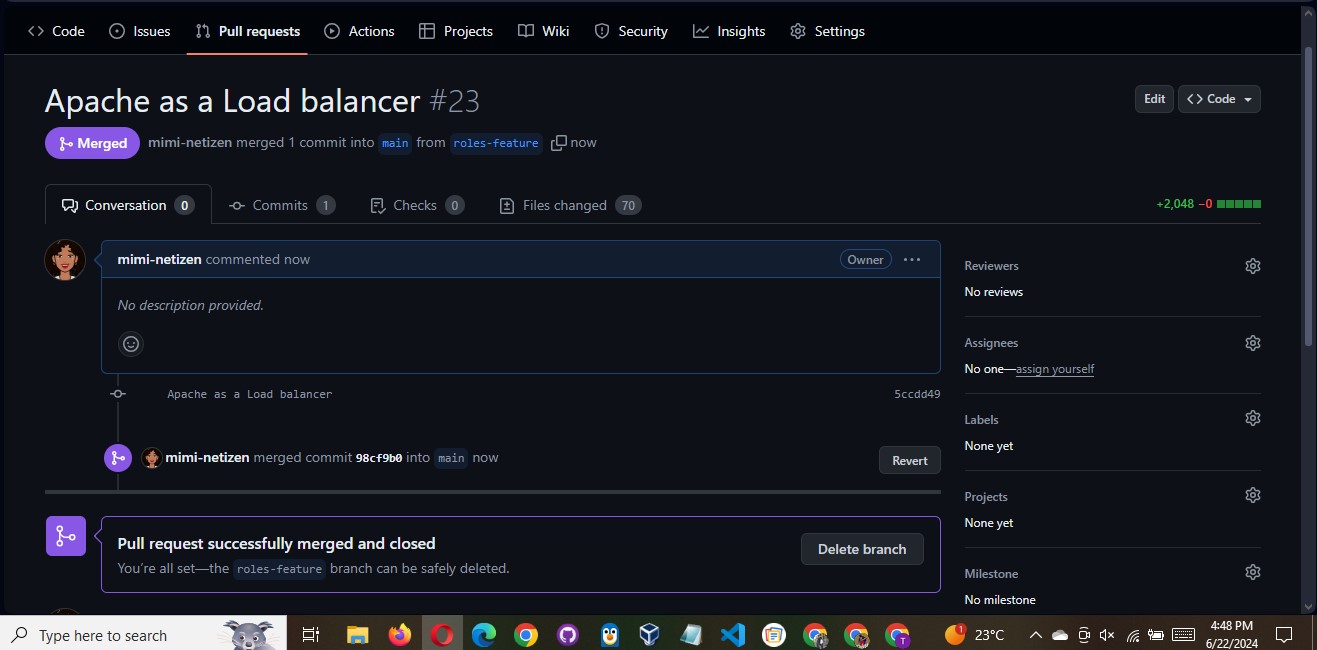 Code Issues Pull requests Actions Projects Wiki Security Insights Settings
Apache as a Load balancer #23
Edit Code
Merged mimi-netizen merged 1 commit into main from roles-feature now
Conversation 0 Commits 1 Checks 0 Files changed 70
+2,048 −0
mimi-netizen commented now
Owner
No description provided.
Apache as a Load balancer 5ccdd49
mimi-netizen merged commit 98cf9b0 into main now
Revert
Pull request successfully merged and closed
You're all set—the roles-feature branch can be safely deleted.
Delete branch
Reviewers
No reviews
Assignees
No one—assign yourself
Labels
None yet
Projects
None yet
Milestone
No milestone
Type here to search
T
1
23°C
4:48 PM
6/22/2024